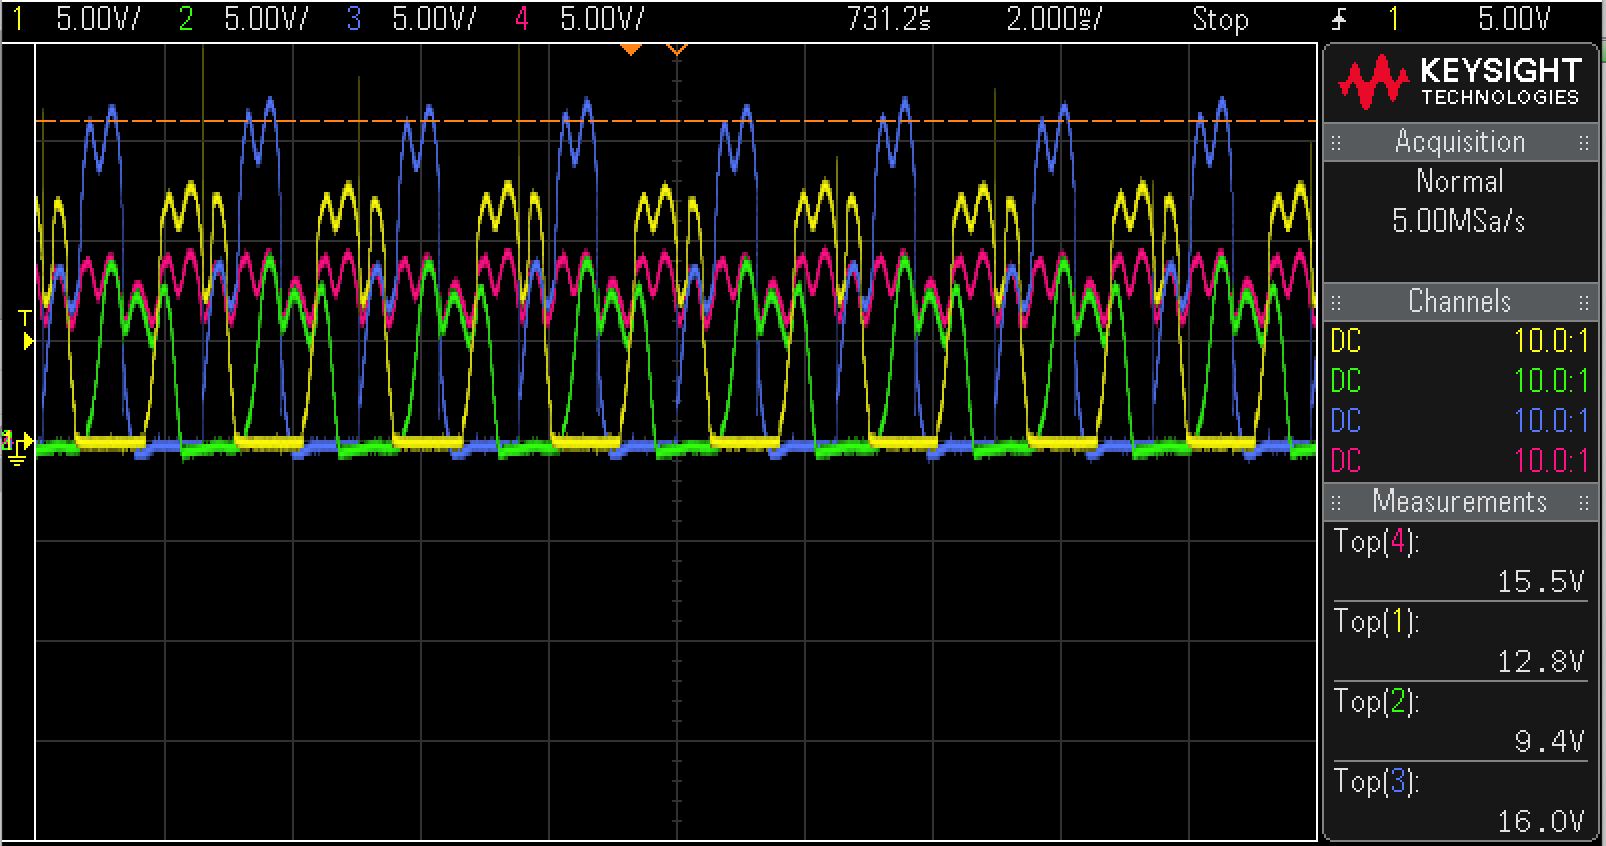 1 5.00V/ 2 5.00V/ 3 5.00V/ 4 5.00V/ 731.2µs 2.000ms/ Stop 1 5.00V
KEYSIGHT
TECHNOLOGIES
Acquisition
Normal
5.00MSa/s
Channels
DC 10.0:1
DC 10.0:1
DC 10.0:1
DC 10.0:1
Measurements
Top(4):
15.5V
Top(1):
12.8V
Top(2):
9.4V
Top(3):
16.0V
T